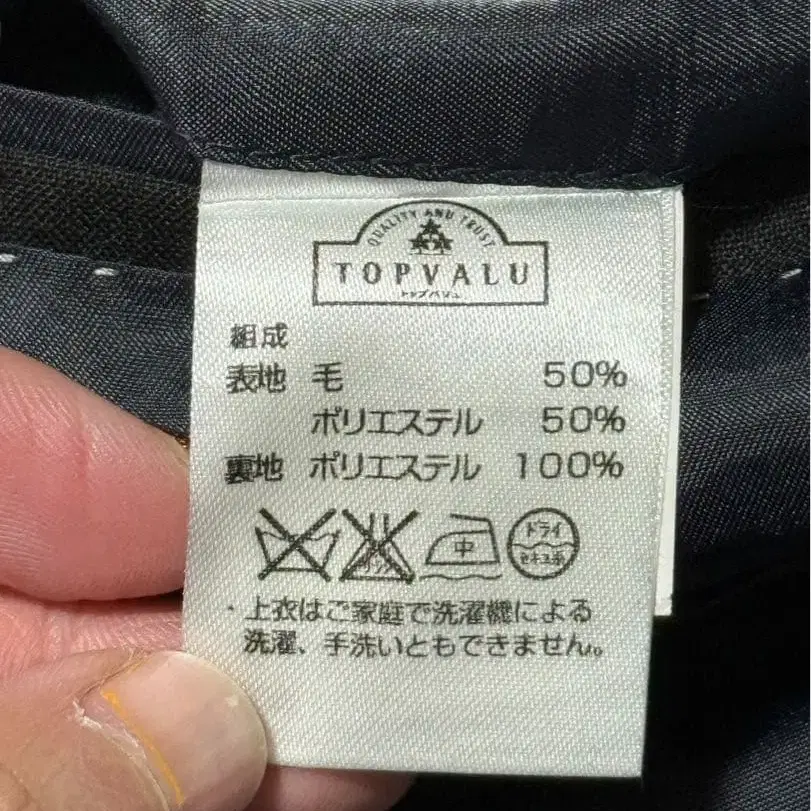 QUALITY AND TRUST
TOPVALU
トップバリュ
組成
表地 毛 50%
ポリエステル 50%
裏地 ポリエステル 100%
中
ドライ
セキユ系
・上衣はご家庭で洗濯機による
洗濯、手洗いともできません。